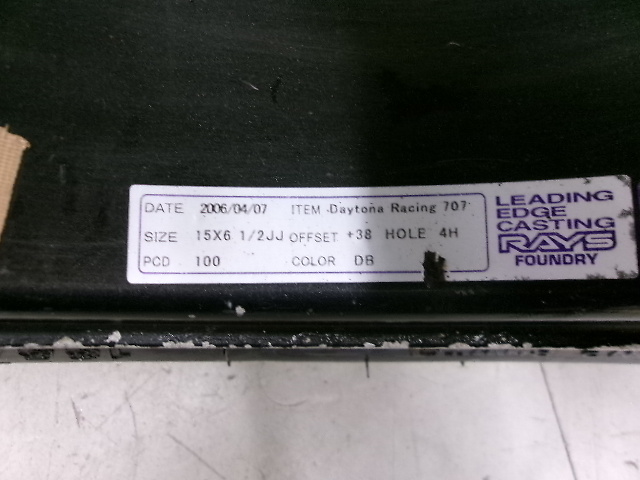 DATE 2006/04/07 ITEM Daytona Racing 707
SIZE 15X6 1/2JJ OFFSET +38 HOLE 4H
PCD 100 COLOR DB
LEADING
EDGE
CASTING
RAYS
FOUNDRY